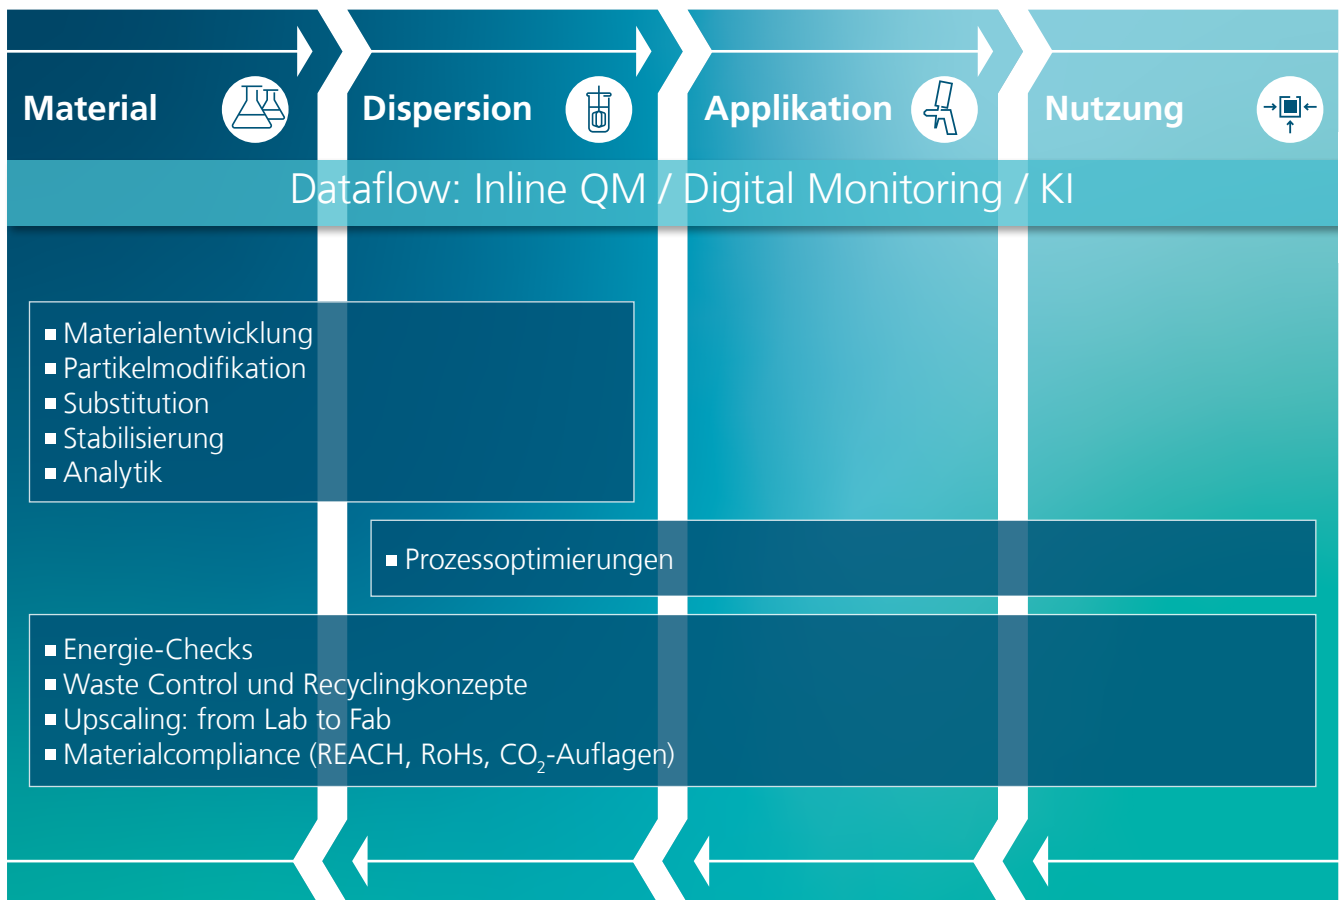 Material
Dispersion
Applikation
Nutzung
Dataflow: Inline QM / Digital Monitoring / KI
▪ Materialentwicklung
▪ Partikelmodifikation
▪ Substitution
▪ Stabilisierung
▪ Analytik
▪ Prozessoptimierungen
▪ Energie-Checks
▪ Waste Control und Recyclingkonzepte
▪ Upscaling: from Lab to Fab
▪ Materialcompliance (REACH, RoHs, CO₂-Auflagen)